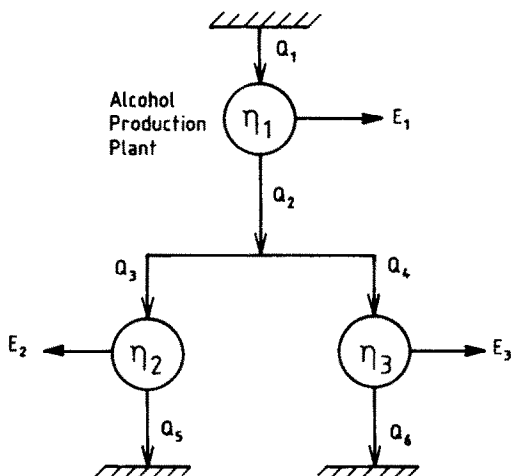 Q₁
Alcohol
Production
Plant
η₁
E₁
Q₂
Q₃
Q₄
E₂
η₂
η₃
E₃
Q₅
Q₆